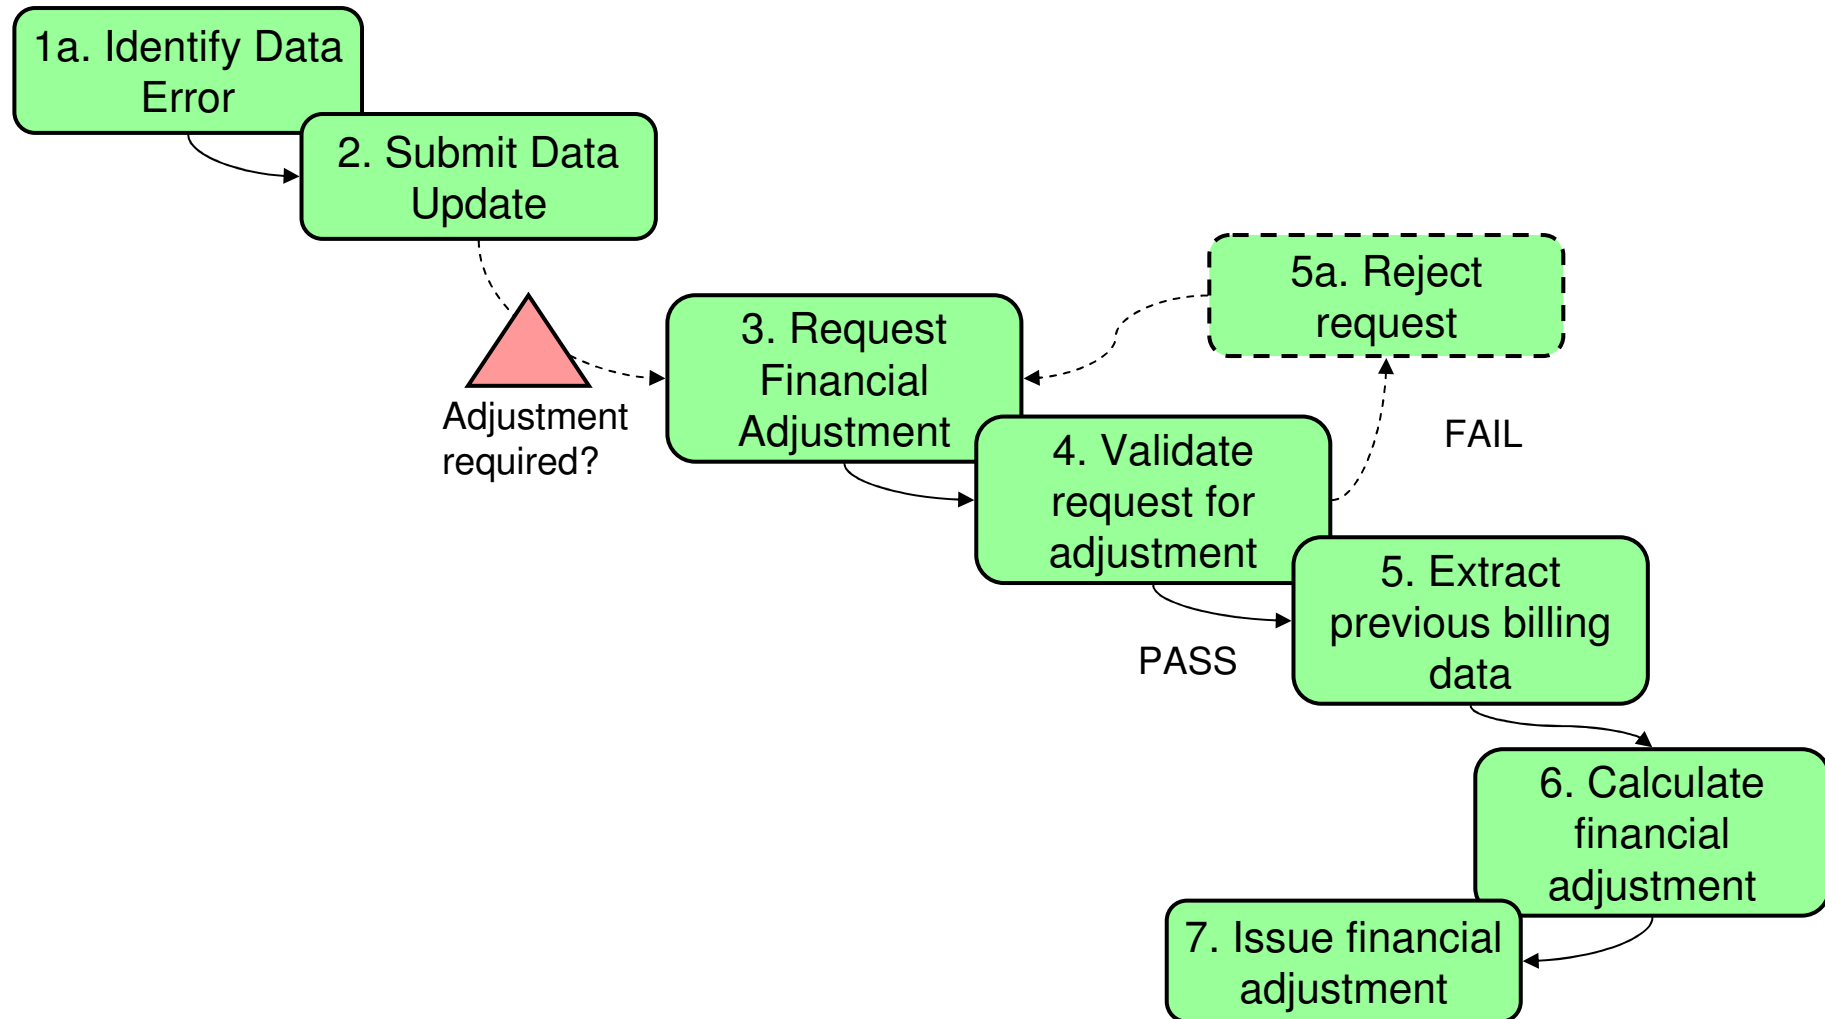 1a. Identify Data
Error
2. Submit Data
Update
Adjustment
required?
3. Request
Financial
Adjustment
4. Validate
request for
adjustment
5a. Reject
request
FAIL
PASS
5. Extract
previous billing
data
6. Calculate
financial
adjustment
7. Issue financial
adjustment